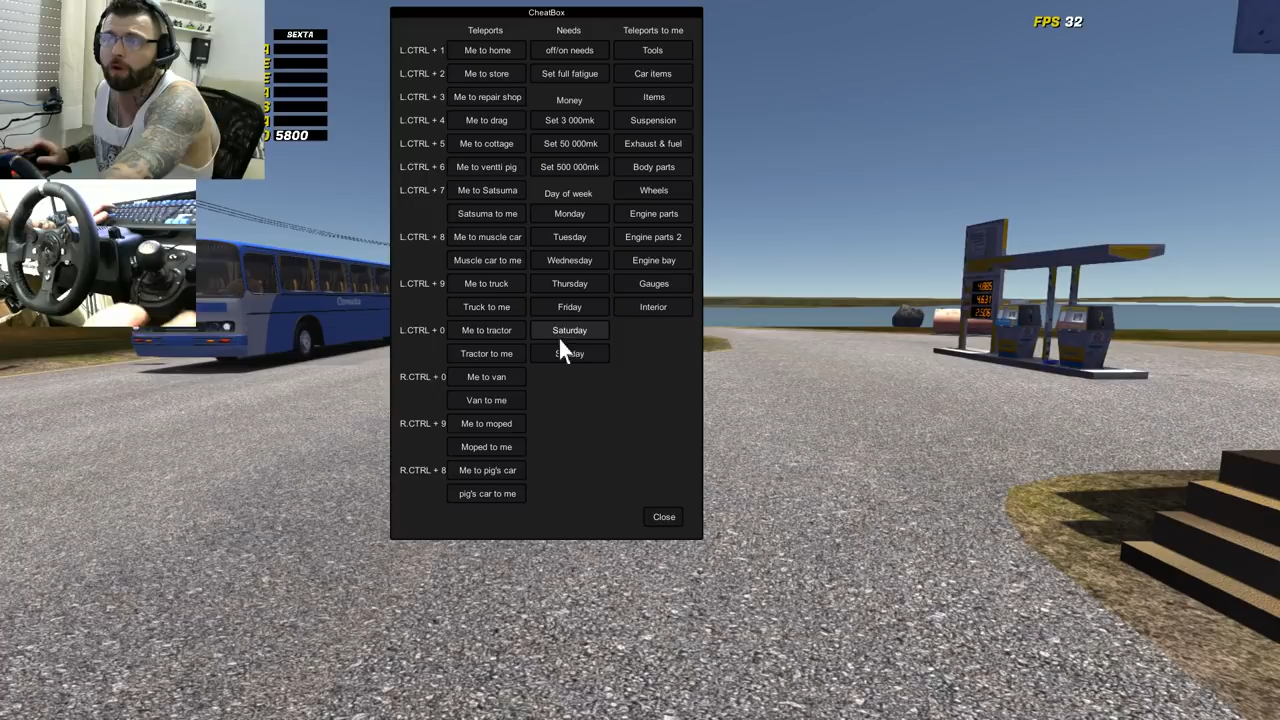 CheatBox
FPS 32
SEXTA
5800
Teleports Needs Teleports to me
L.CTRL + 1 Me to home off/on needs Tools
L.CTRL + 2 Me to store Set full fatigue Car items
L.CTRL + 3 Me to repair shop Money Items
L.CTRL + 4 Me to drag Set 3 000mk Suspension
L.CTRL + 5 Me to cottage Set 50 000mk Exhaust & fuel
L.CTRL + 6 Me to ventti pig Set 500 000mk Body parts
L.CTRL + 7 Me to Satsuma Day of week Wheels
Satsuma to me Monday Engine parts
L.CTRL + 8 Me to muscle car Tuesday Engine parts 2
Muscle car to me Wednesday Engine bay
L.CTRL + 9 Me to truck Thursday Gauges
Truck to me Friday Interior
L.CTRL + 0 Me to tractor Saturday
Tractor to me
R.CTRL + 0 Me to van
Van to me
R.CTRL + 9 Me to moped
Moped to me
R.CTRL + 8 Me to pig's car
pig's car to me
Close
4.885
4.631
2.506